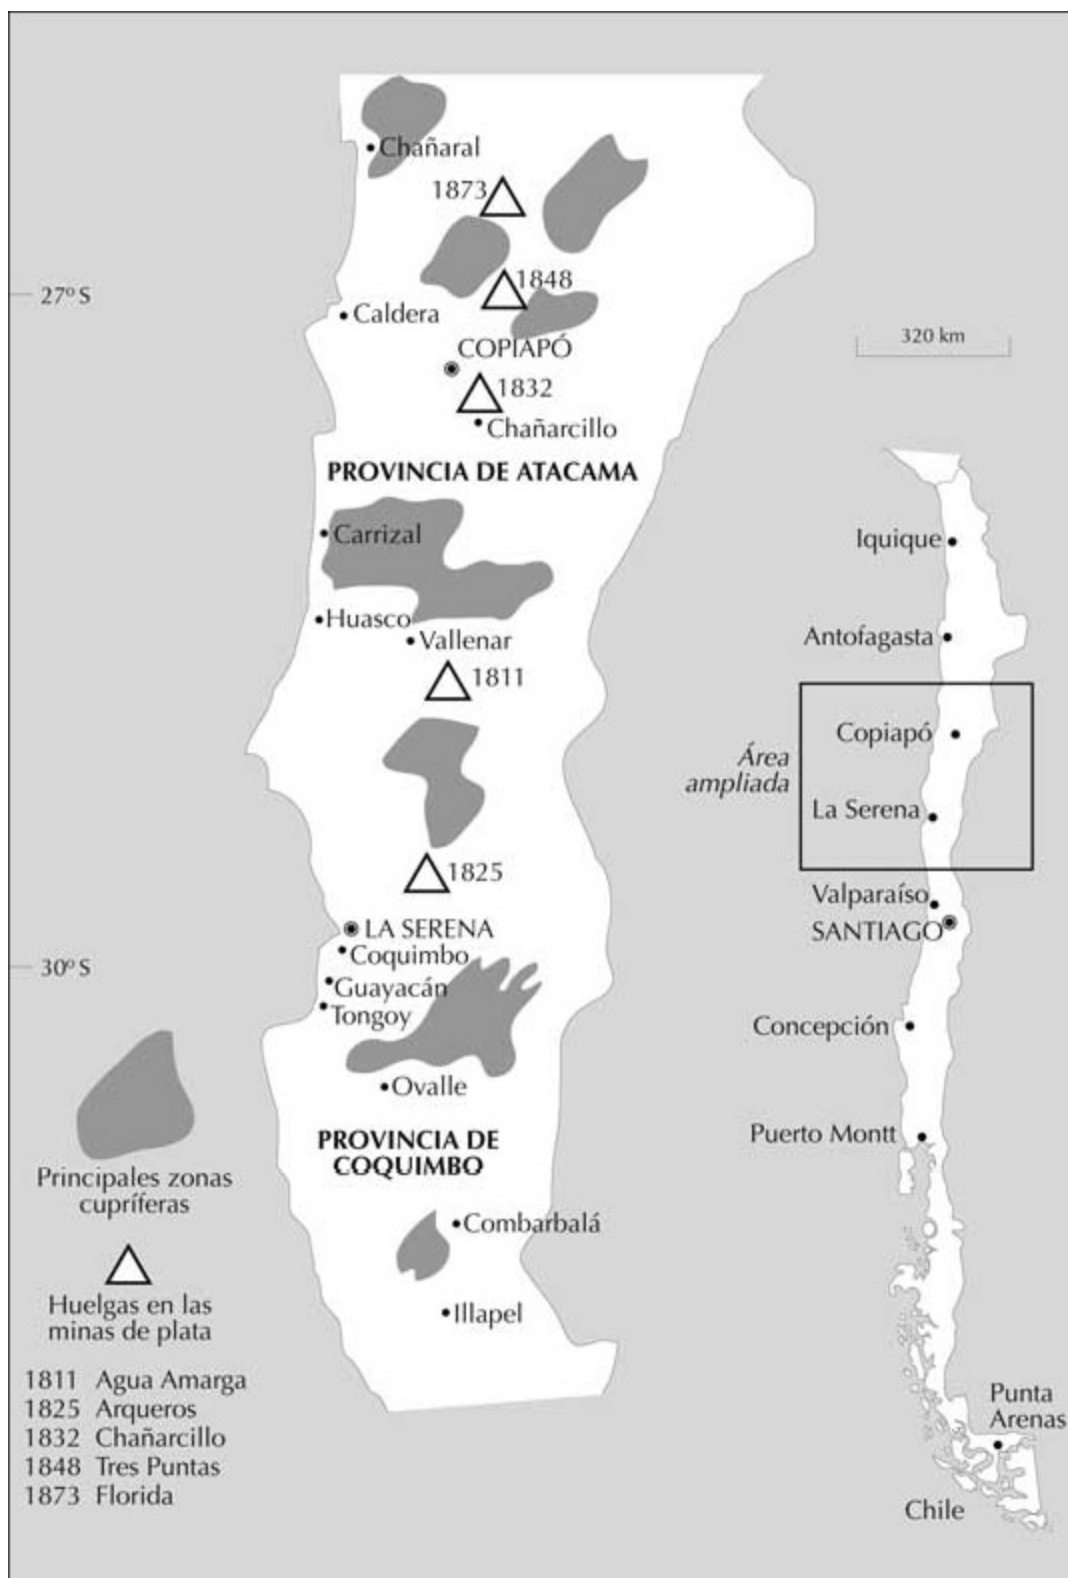 Chañaral
1873
1848
27º S
Caldera
COPIAPÓ
1832
Chañarcillo
PROVINCIA DE ATACAMA
Carrizal
Huasco
Vallenar
1811
1825
LA SERENA
Coquimbo
30º S
Guayacán
Tongoy
Ovalle
PROVINCIA DE
COQUIMBO
Combarbalá
Illapel
Principales zonas
cupríferas
Huelgas en las
minas de plata
1811 Agua Amarga
1825 Arqueros
1832 Chañarcillo
1848 Tres Puntas
1873 Florida
320 km
Iquique
Antofagasta
Copiapó
Área
ampliada
La Serena
Valparaíso
SANTIAGO
Concepción
Puerto Montt
Punta
Arenas
Chile